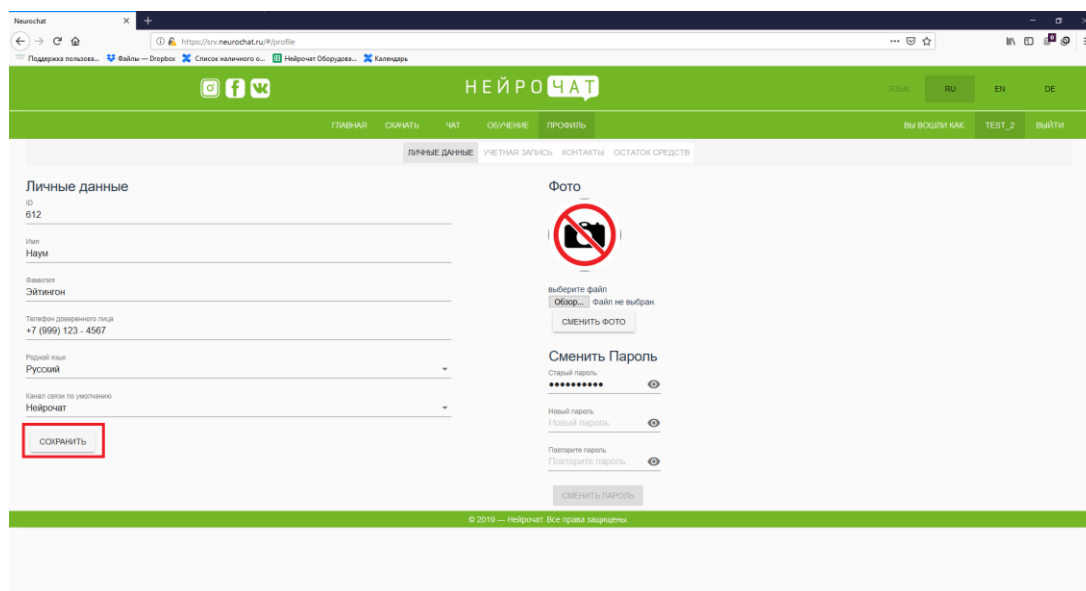 Neurochat
https://srv.neurochat.ru/#/profile
Поддержка пользова... Файлы — Dropbox Список наличного о... Нейрочат Оборудова... Календарь
НЕЙРОЧАТ
ЯЗЫК RU EN DE
ГЛАВНАЯ СКАЧАТЬ ЧАТ ОБУЧЕНИЕ ПРОФИЛЬ ВЫ ВОШЛИ КАК: TEST_2 ВЫЙТИ
ЛИЧНЫЕ ДАННЫЕ УЧЕТНАЯ ЗАПИСЬ КОНТАКТЫ ОСТАТОК СРЕДСТВ
Личные данные
ID
612
Имя
Наум
Фамилия
Эйтингон
Телефон доверенного лица
+7 (999) 123 - 4567
Родной язык
Русский
Канал связи по умолчанию
Нейрочат
СОХРАНИТЬ
Фото
выберите файл
Обзор... Файл не выбран.
СМЕНИТЬ ФОТО
Сменить Пароль
Старый пароль
••••••••••
Новый пароль
Новый пароль
Повторите пароль
Повторите пароль
СМЕНИТЬ ПАРОЛЬ
© 2019 — Нейрочат. Все права защищены.